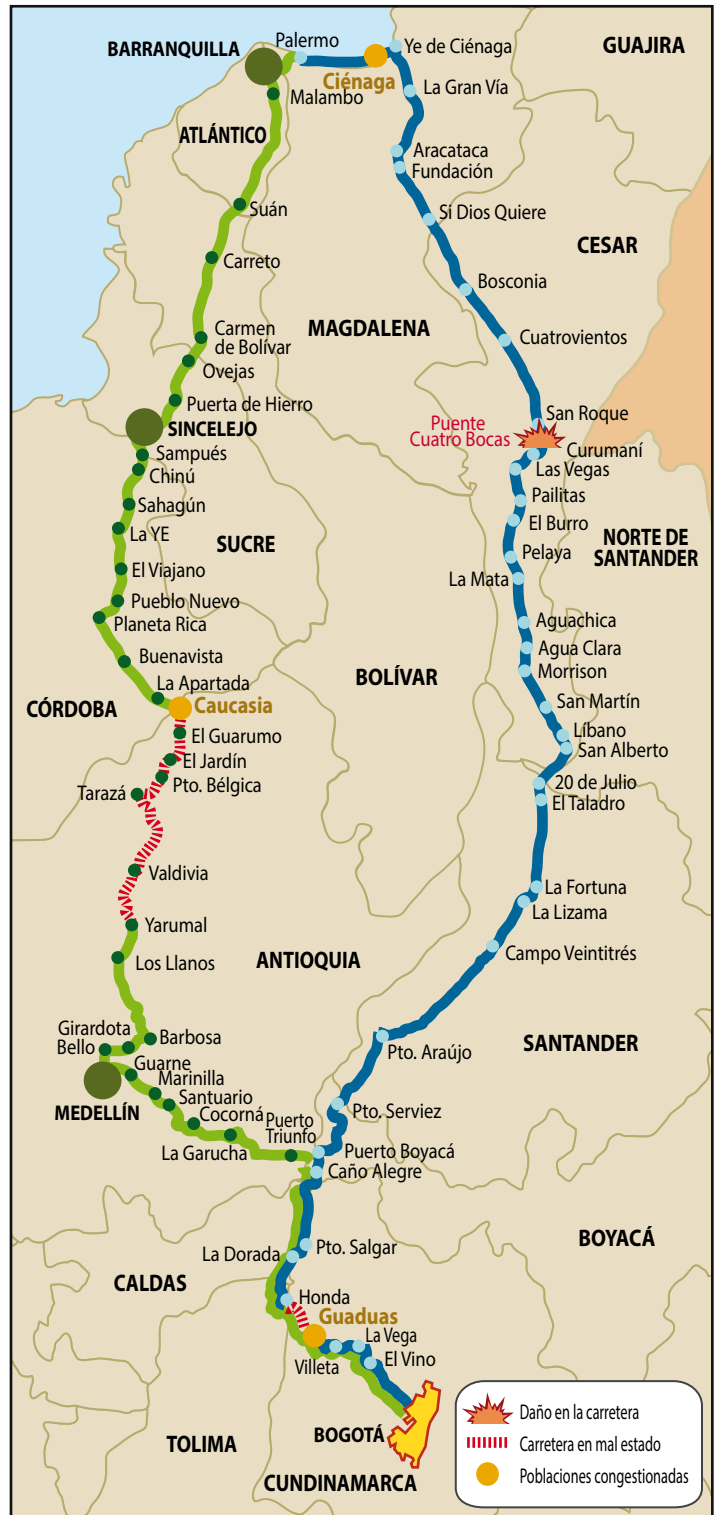 Palermo
Ye de Ciénaga
GUAJIRA
BARRANQUILLA
Ciénaga
La Gran Vía
Malambo
ATLÁNTICO
Aracataca
Fundación
Suán
Si Dios Quiere
CESAR
Carreto
Bosconia
MAGDALENA
Carmen
de Bolívar
Cuatrovientos
Ovejas
Puerta de Hierro
San Roque
SINCELEJO
Puente
Cuatro Bocas
Sampués
Curumaní
Chinú
Las Vegas
Sahagún
Pailitas
La YE
El Burro
SUCRE
NORTE DE
SANTANDER
El Viajano
Pelaya
La Mata
Pueblo Nuevo
Planeta Rica
Aguachica
Buenavista
Agua Clara
Morrison
La Apartada
BOLÍVAR
CÓRDOBA
Caucasia
San Martín
El Guarumo
Líbano
San Alberto
El Jardín
Pto. Bélgica
Tarazá
20 de Julio
El Taladro
Valdivia
La Fortuna
La Lizama
Yarumal
Los Llanos
ANTIOQUIA
Campo Veintitrés
Girardota
Bello
Barbosa
SANTANDER
Pto. Araújo
Guarne
Marinilla
Santuario
MEDELLÍN
Cocorná
Pto. Serviez
Puerto
Triunfo
La Garucha
Puerto Boyacá
Caño Alegre
BOYACÁ
La Dorada
Pto. Salgar
CALDAS
Honda
Guaduas
La Vega
Villeta
El Vino
BOGOTÁ
TOLIMA
CUNDINAMARCA
Daño en la carretera
Carretera en mal estado
Poblaciones congestionadas